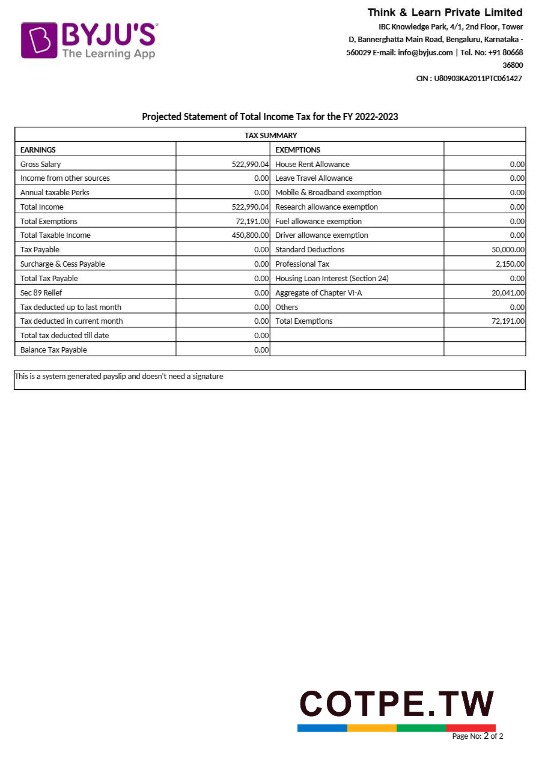 BYJU'S
The Learning App
Think & Learn Private Limited
IBC Knowledge Park, 4/1, 2nd Floor, Tower
D, Bannerghatta Main Road, Bengaluru, Karnataka -
560029 E-mail: info@byjus.com | Tel. No: +91 80668
36800
CIN : U80903KA2011PTC061427
Projected Statement of Total Income Tax for the FY 2022-2023
TAX SUMMARY
EARNINGS EXEMPTIONS
Gross Salary 522,990.04 House Rent Allowance 0.00
Income from other sources 0.00 Leave Travel Allowance 0.00
Annual taxable Perks 0.00 Mobile & Broadband exemption 0.00
Total Income 522,990.04 Research allowance exemption 0.00
Total Exemptions 72,191.00 Fuel allowance exemption 0.00
Total Taxable Income 450,800.00 Driver allowance exemption 0.00
Tax Payable 0.00 Standard Deductions 50,000.00
Surcharge & Cess Payable 0.00 Professional Tax 2,150.00
Total Tax Payable 0.00 Housing Loan Interest (Section 24) 0.00
Sec 89 Relief 0.00 Aggregate of Chapter VI-A 20,041.00
Tax deducted up to last month 0.00 Others 0.00
Tax deducted in current month 0.00 Total Exemptions 72,191.00
Total tax deducted till date 0.00
Balance Tax Payable 0.00
This is a system generated payslip and doesn't need a signature
COTPE.TW
Page No: 2 of 2